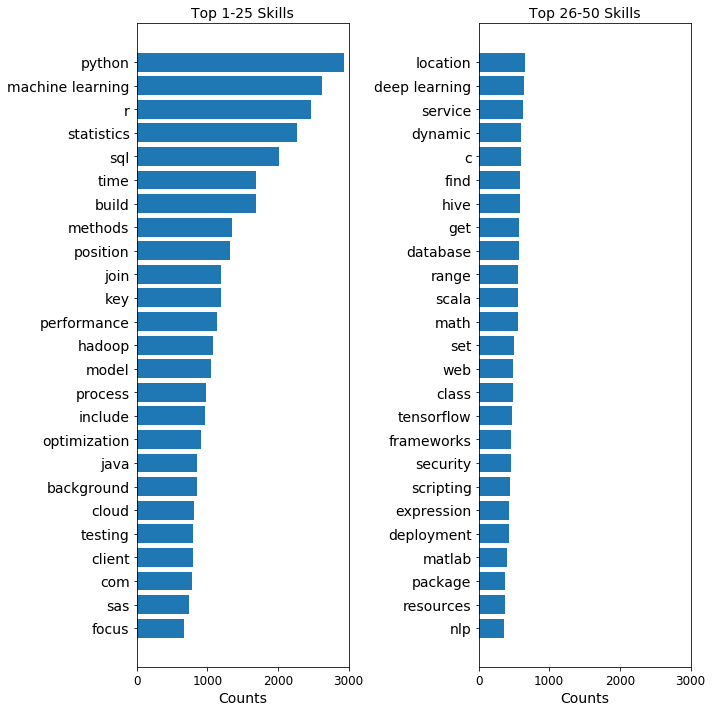 Top 1-25 Skills
python
machine learning
r
statistics
sql
time
build
methods
position
join
key
performance
hadoop
model
process
include
optimization
java
background
cloud
testing
client
com
sas
focus
0 1000 2000 3000
Counts
Top 26-50 Skills
location
deep learning
service
dynamic
c
find
hive
get
database
range
scala
math
set
web
class
tensorflow
frameworks
security
scripting
expression
deployment
matlab
package
resources
nlp
0 1000 2000 3000
Counts